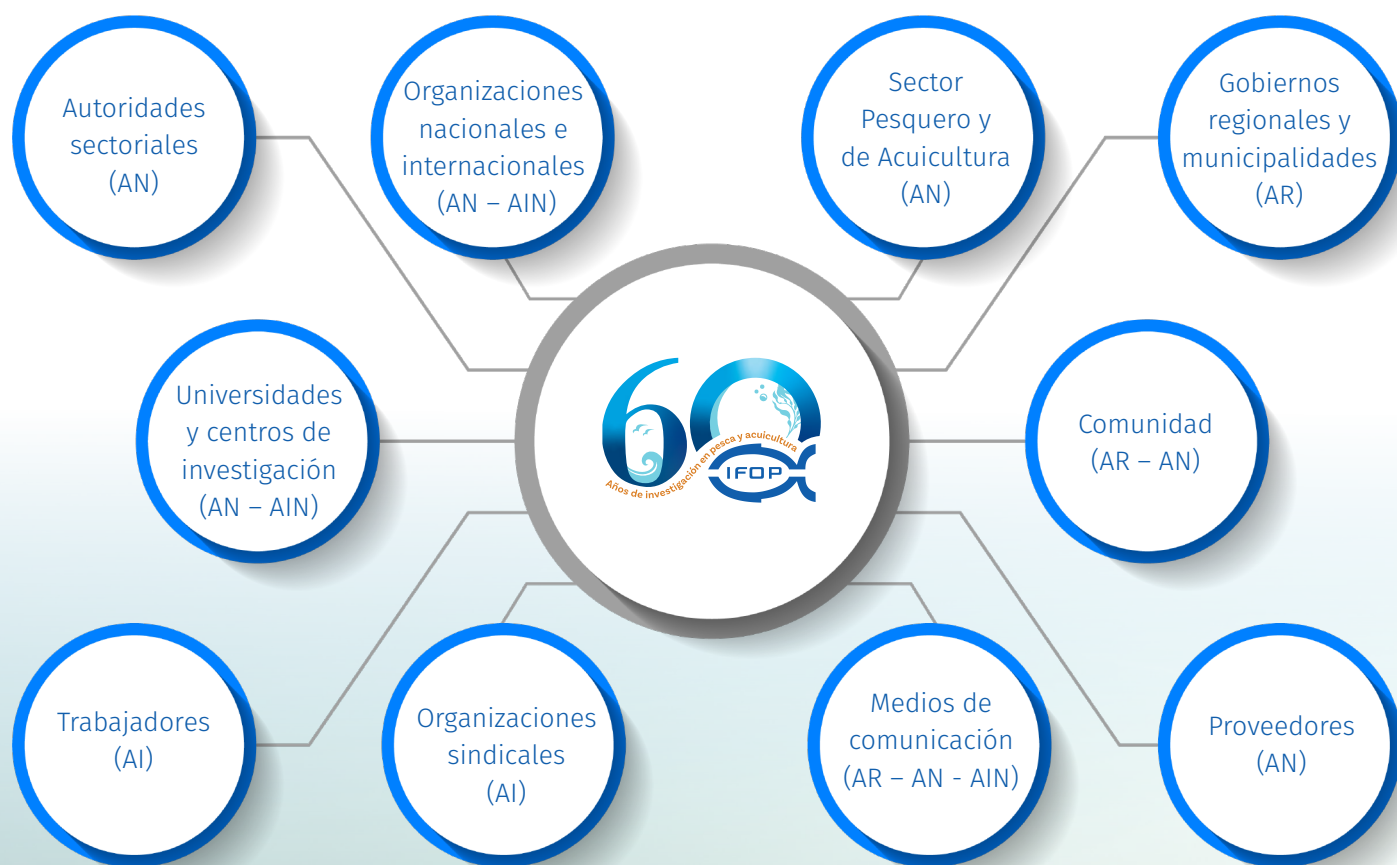 Autoridades
sectoriales
(AN)
Organizaciones
nacionales e
internacionales
(AN – AIN)
Sector
Pesquero y
de Acuicultura
(AN)
Gobiernos
regionales y
municipalidades
(AR)
Universidades
y centros de
investigación
(AN – AIN)
60
Años de investigación en pesca y acuicultura
IFOP
Comunidad
(AR – AN)
Trabajadores
(AI)
Organizaciones
sindicales
(AI)
Medios de
comunicación
(AR – AN - AIN)
Proveedores
(AN)